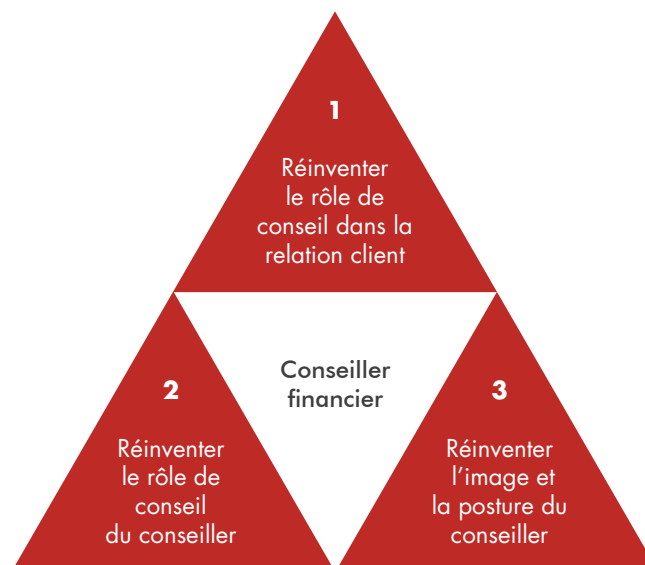 1
Réinventer
le rôle de
conseil dans la
relation client
Conseiller
financier
2
Réinventer
le rôle de
conseil
du conseiller
3
Réinventer
l’image et
la posture du
conseiller